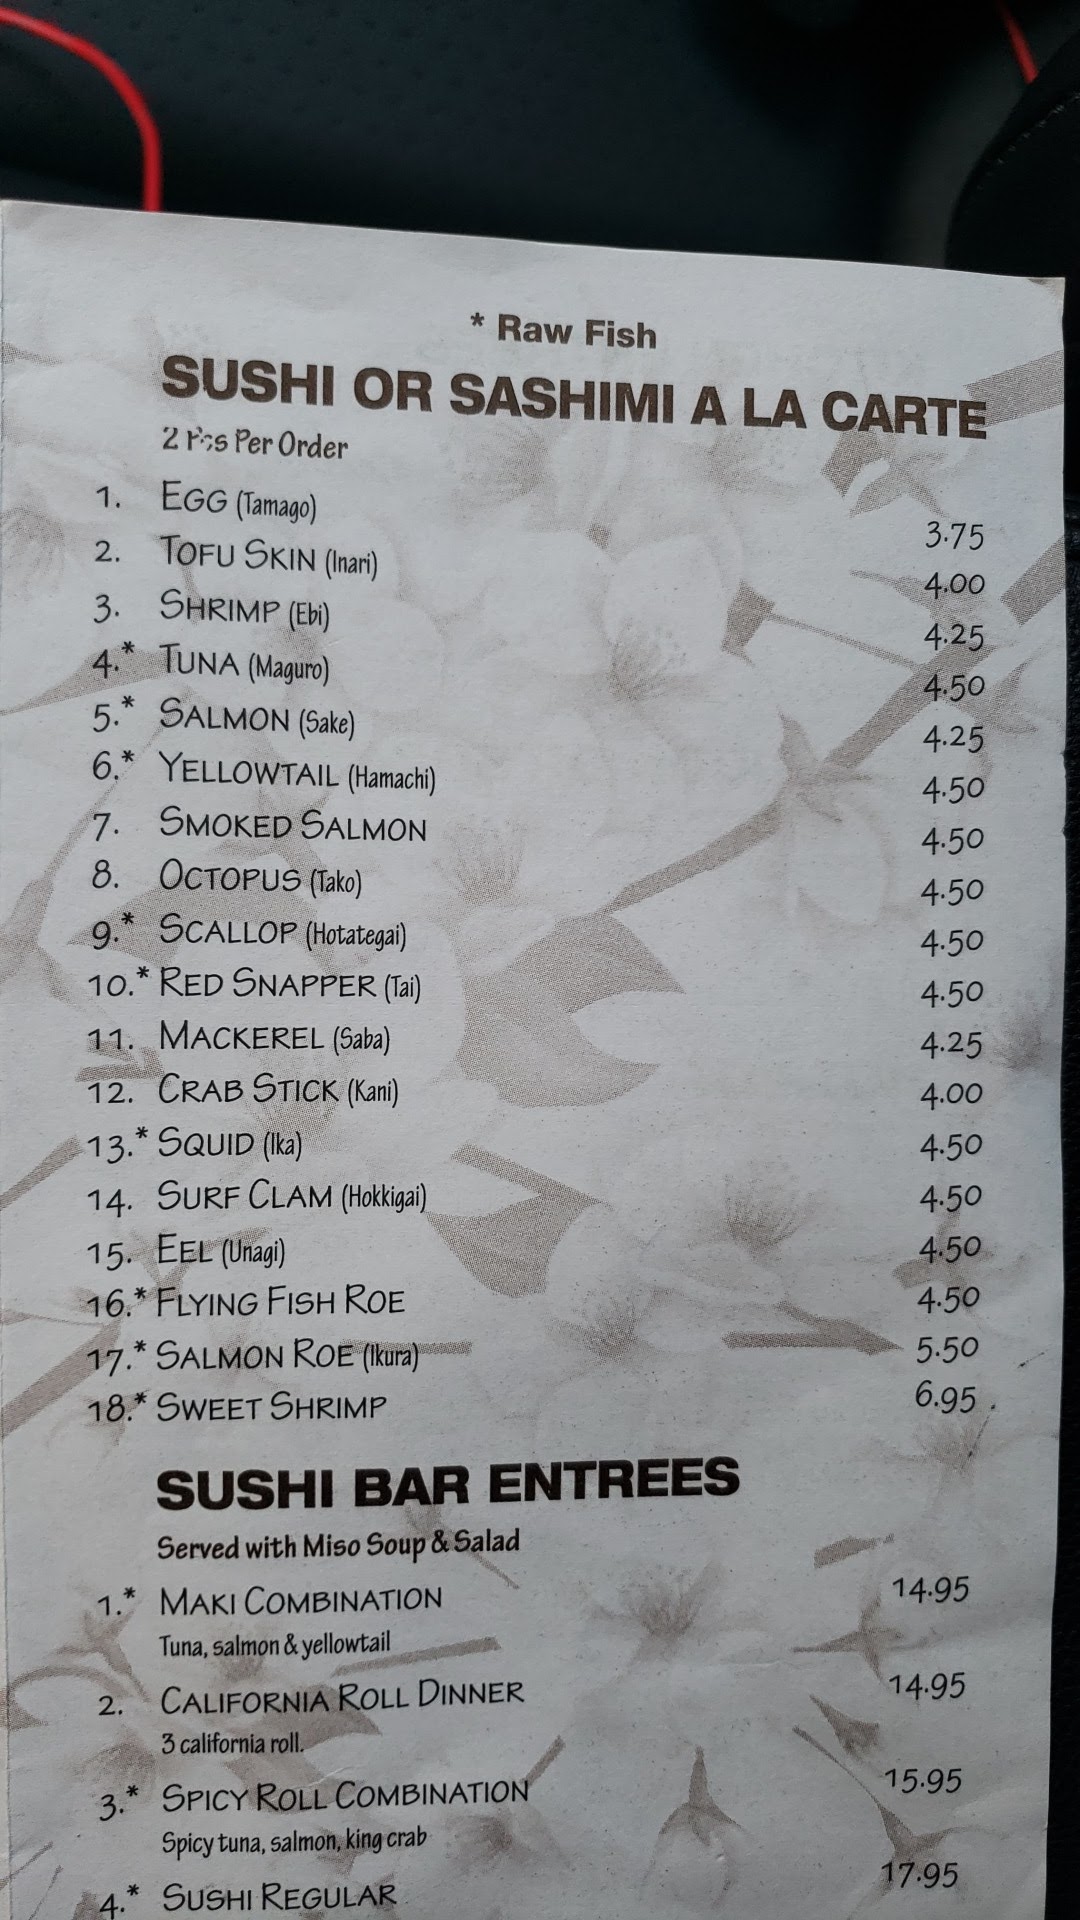 * Raw Fish
SUSHI OR SASHIMI A LA CARTE
2 Pcs Per Order
1. EGG (Tamago) 3.75
2. TOFU SKIN (Inari) 4.00
3. SHRIMP (Ebi) 4.25
4.* TUNA (Maguro) 4.50
5.* SALMON (Sake) 4.25
6.* YELLOWTAIL (Hamachi) 4.50
7. SMOKED SALMON 4.50
8. OCTOPUS (Tako) 4.50
9.* SCALLOP (Hotategai) 4.50
10.* RED SNAPPER (Tai) 4.50
11. MACKEREL (Saba) 4.25
12. CRAB STICK (Kani) 4.00
13.* SQUID (Ika) 4.50
14. SURF CLAM (Hokkigai) 4.50
15. EEL (Unagi) 4.50
16.* FLYING FISH ROE 4.50
17.* SALMON ROE (Ikura) 5.50
18.* SWEET SHRIMP 6.95
SUSHI BAR ENTREES
Served with Miso Soup & Salad
1.* MAKI COMBINATION 14.95
Tuna, salmon & yellowtail
2. CALIFORNIA ROLL DINNER 14.95
3 california roll.
3.* SPICY ROLL COMBINATION 15.95
Spicy tuna, salmon, king crab
4.* SUSHI REGULAR 17.95